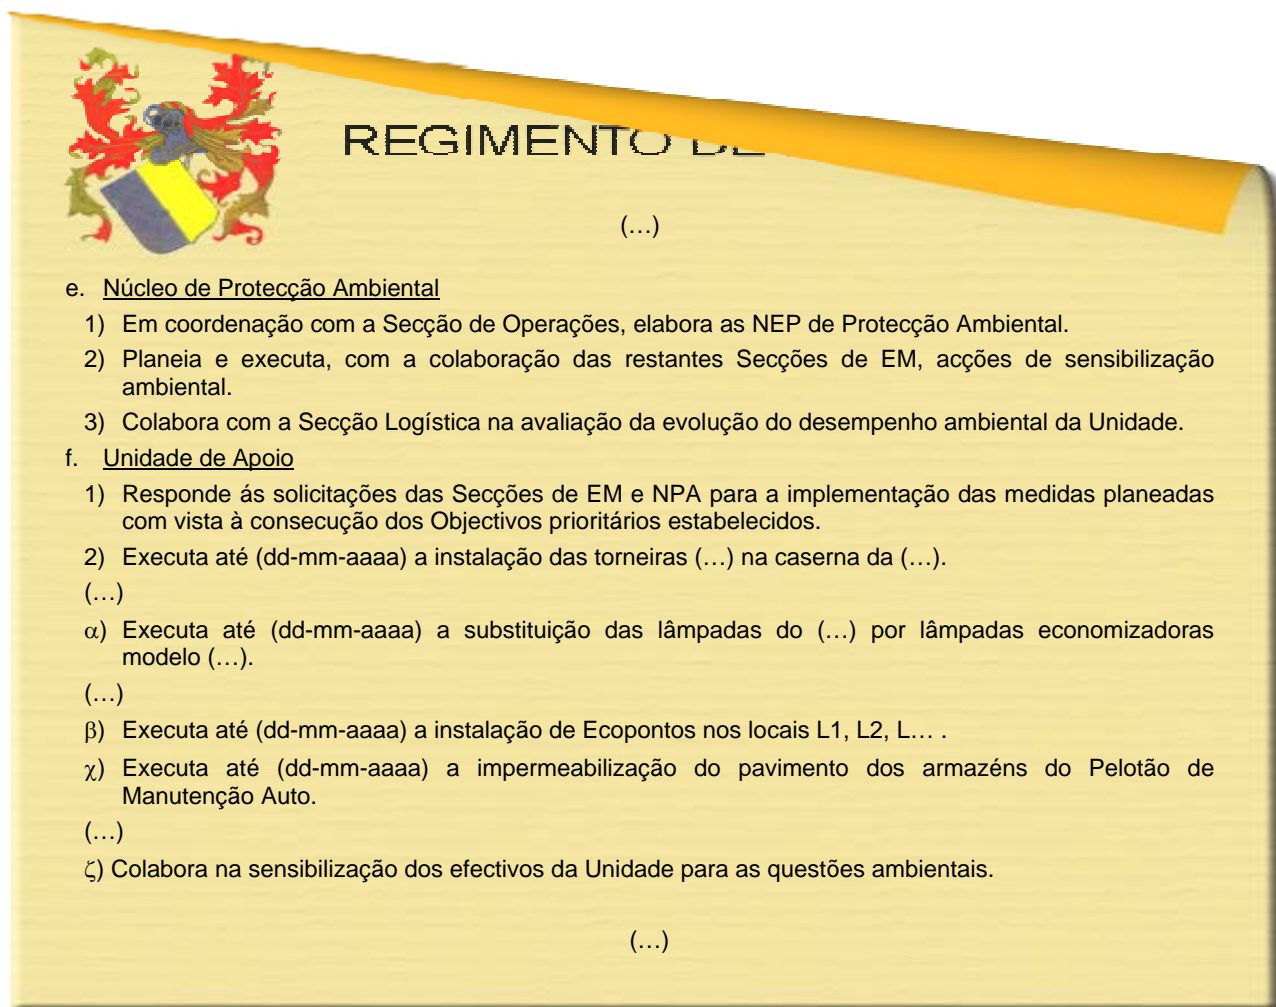 REGIMENTO DE
(…)
e. Núcleo de Protecção Ambiental
1) Em coordenação com a Secção de Operações, elabora as NEP de Protecção Ambiental.
2) Planeia e executa, com a colaboração das restantes Secções de EM, acções de sensibilização
ambiental.
3) Colabora com a Secção Logística na avaliação da evolução do desempenho ambiental da Unidade.
f. Unidade de Apoio
1) Responde ás solicitações das Secções de EM e NPA para a implementação das medidas planeadas
com vista à consecução dos Objectivos prioritários estabelecidos.
2) Executa até (dd-mm-aaaa) a instalação das torneiras (…) na caserna da (…).
(…)
α) Executa até (dd-mm-aaaa) a substituição das lâmpadas do (…) por lâmpadas economizadoras
modelo (…).
(…)
β) Executa até (dd-mm-aaaa) a instalação de Ecopontos nos locais L1, L2, L… .
χ) Executa até (dd-mm-aaaa) a impermeabilização do pavimento dos armazéns do Pelotão de
Manutenção Auto.
(…)
ζ) Colabora na sensibilização dos efectivos da Unidade para as questões ambientais.
(…)